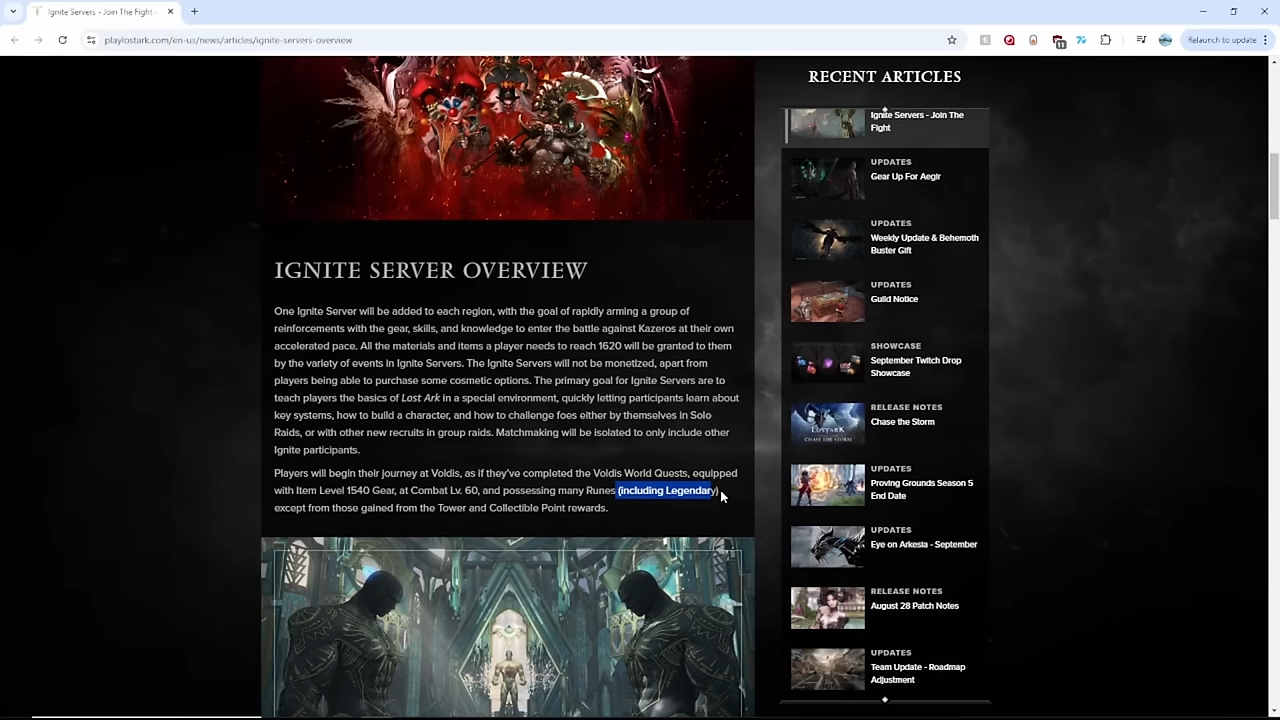 Ignite Servers - Join The Fight -
playlostark.com/en-us/news/articles/ignite-servers-overview
11
Relaunch to update
IGNITE SERVER OVERVIEW
One Ignite Server will be added to each region, with the goal of rapidly arming a group of
reinforcements with the gear, skills, and knowledge to enter the battle against Kazeros at their own
accelerated pace. All the materials and items a player needs to reach 1620 will be granted to them
by the variety of events in Ignite Servers. The Ignite Servers will not be monetized, apart from
players being able to purchase some cosmetic options. The primary goal for Ignite Servers are to
teach players the basics of Lost Ark in a special environment, quickly letting participants learn about
key systems, how to build a character, and how to challenge foes either by themselves in Solo
Raids, or with other new recruits in group raids. Matchmaking will be isolated to only include other
Ignite participants.
Players will begin their journey at Voldis, as if they've completed the Voldis World Quests, equipped
with Item Level 1540 Gear, at Combat Lv. 60, and possessing many Runes (including Legendary)
except from those gained from the Tower and Collectible Point rewards.
RECENT ARTICLES
Ignite Servers - Join The
Fight
UPDATES
Gear Up For Aegir
UPDATES
Weekly Update & Behemoth
Buster Gift
UPDATES
Guild Notice
SHOWCASE
September Twitch Drop
Showcase
RELEASE NOTES
Chase the Storm
LOSTARK
CHASE THE STORM
UPDATES
Proving Grounds Season 5
End Date
UPDATES
Eye on Arkesia - September
RELEASE NOTES
August 28 Patch Notes
UPDATES
Team Update - Roadmap
Adjustment